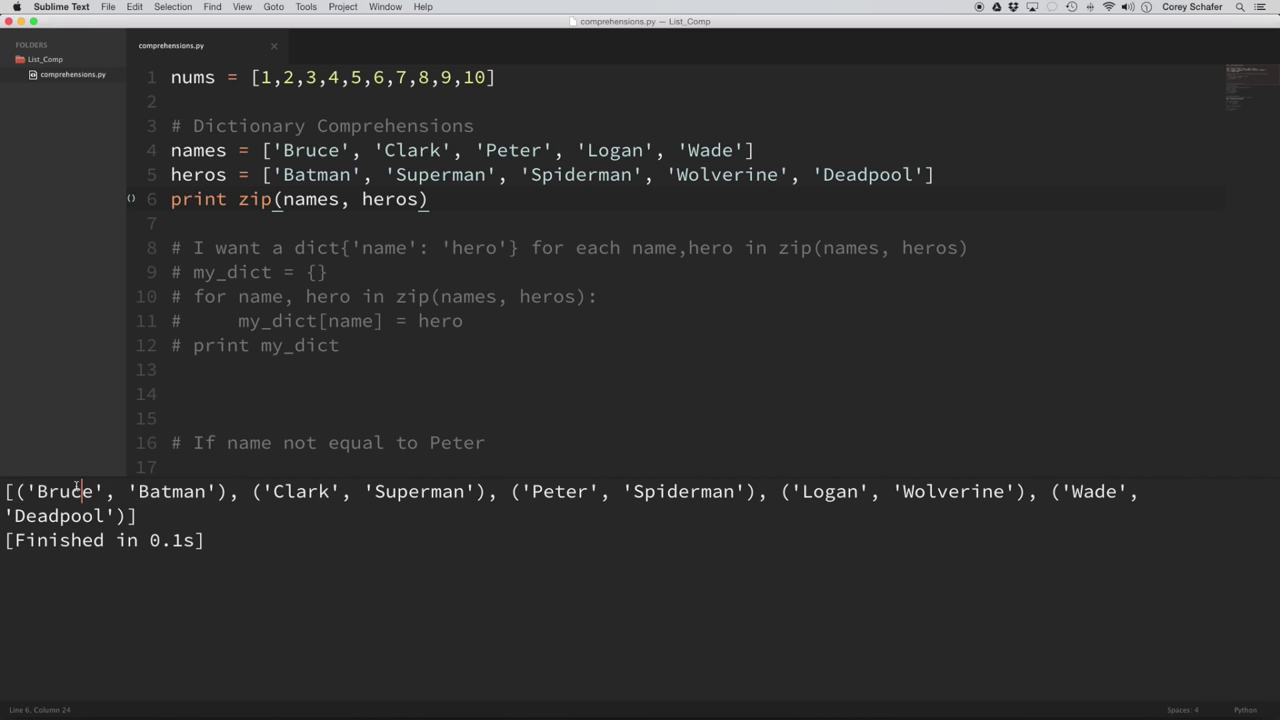 Sublime Text File Edit Selection Find View Goto Tools Project Window Help Corey Schafer
comprehensions.py — List_Comp
FOLDERS
List_Comp
comprehensions.py
comprehensions.py
1 nums = [1,2,3,4,5,6,7,8,9,10]
2
3 # Dictionary Comprehensions
4 names = ['Bruce', 'Clark', 'Peter', 'Logan', 'Wade']
5 heros = ['Batman', 'Superman', 'Spiderman', 'Wolverine', 'Deadpool']
6 print zip(names, heros)
7
8 # I want a dict{'name': 'hero'} for each name,hero in zip(names, heros)
9 # my_dict = {}
10 # for name, hero in zip(names, heros):
11 #     my_dict[name] = hero
12 # print my_dict
13
14
15
16 # If name not equal to Peter
17
[('Bruce', 'Batman'), ('Clark', 'Superman'), ('Peter', 'Spiderman'), ('Logan', 'Wolverine'), ('Wade',
'Deadpool')]
[Finished in 0.1s]
Line 6, Column 24 Spaces: 4 Python